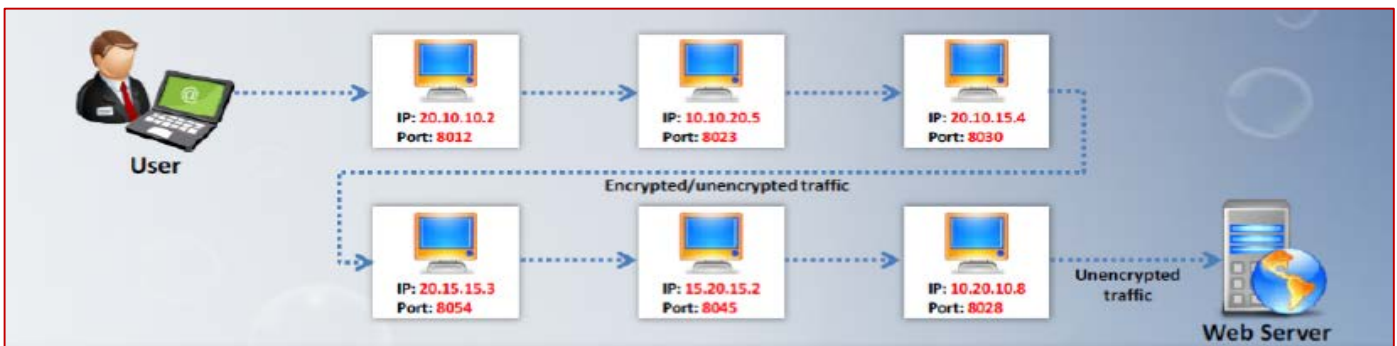 IP: 20.10.10.2
Port: 8012
IP: 10.10.20.5
Port: 8023
IP: 20.10.15.4
Port: 8030
User
Encrypted/unencrypted traffic
IP: 20.15.15.3
Port: 8054
IP: 15.20.15.2
Port: 8045
IP: 10.20.10.8
Port: 8028
Unencrypted
traffic
Web Server